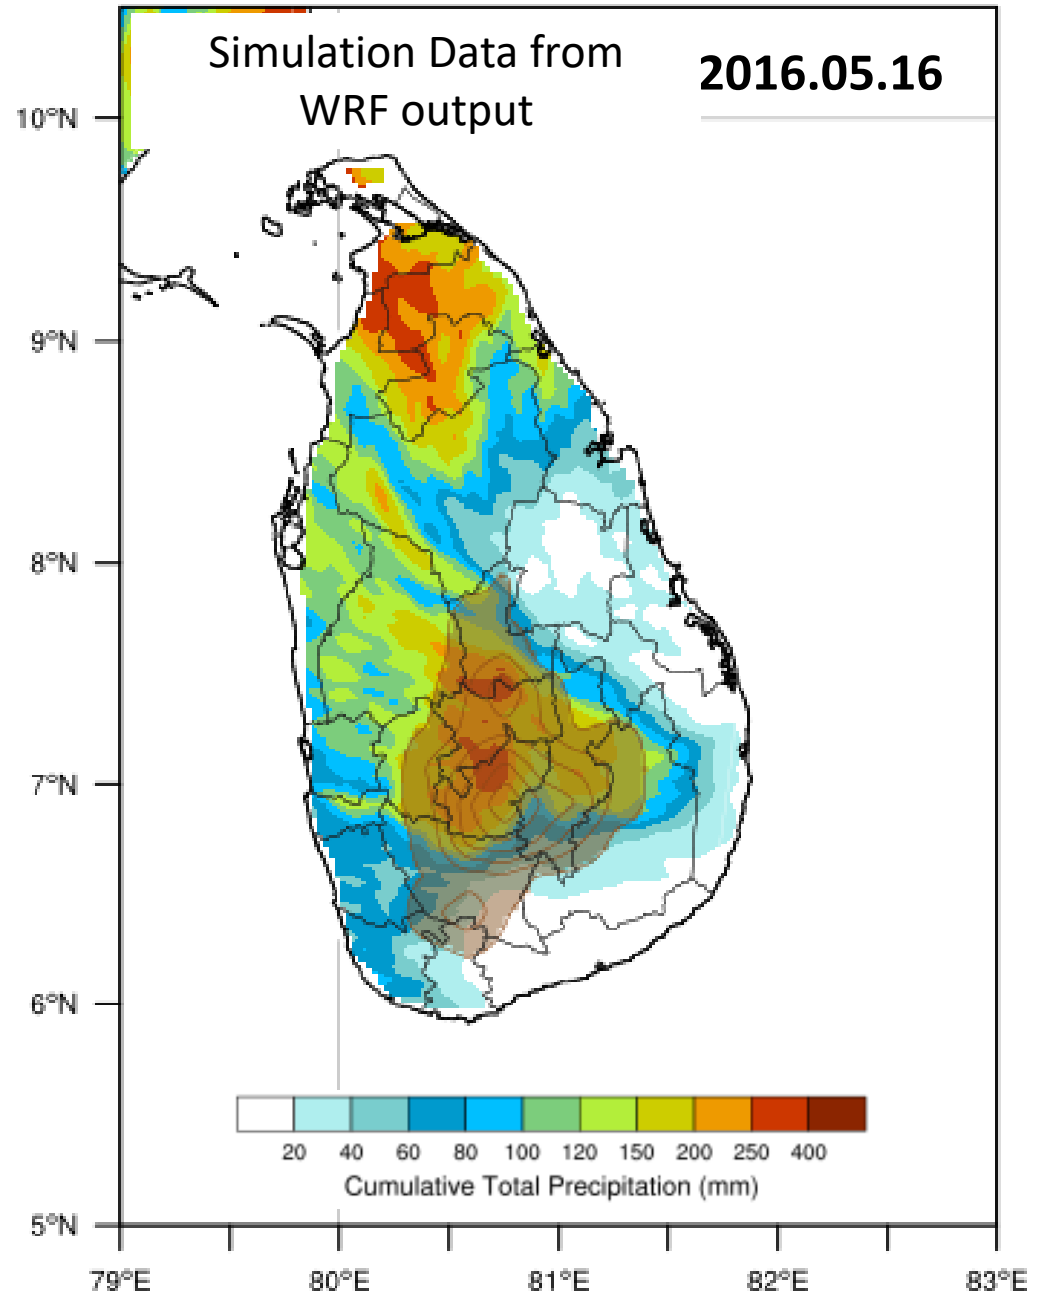 Simulation Data from
WRF output
2016.05.16
10°N
9°N
8°N
7°N
6°N
5°N
20 40 60 80 100 120 150 200 250 400
Cumulative Total Precipitation (mm)
79°E 80°E 81°E 82°E 83°E